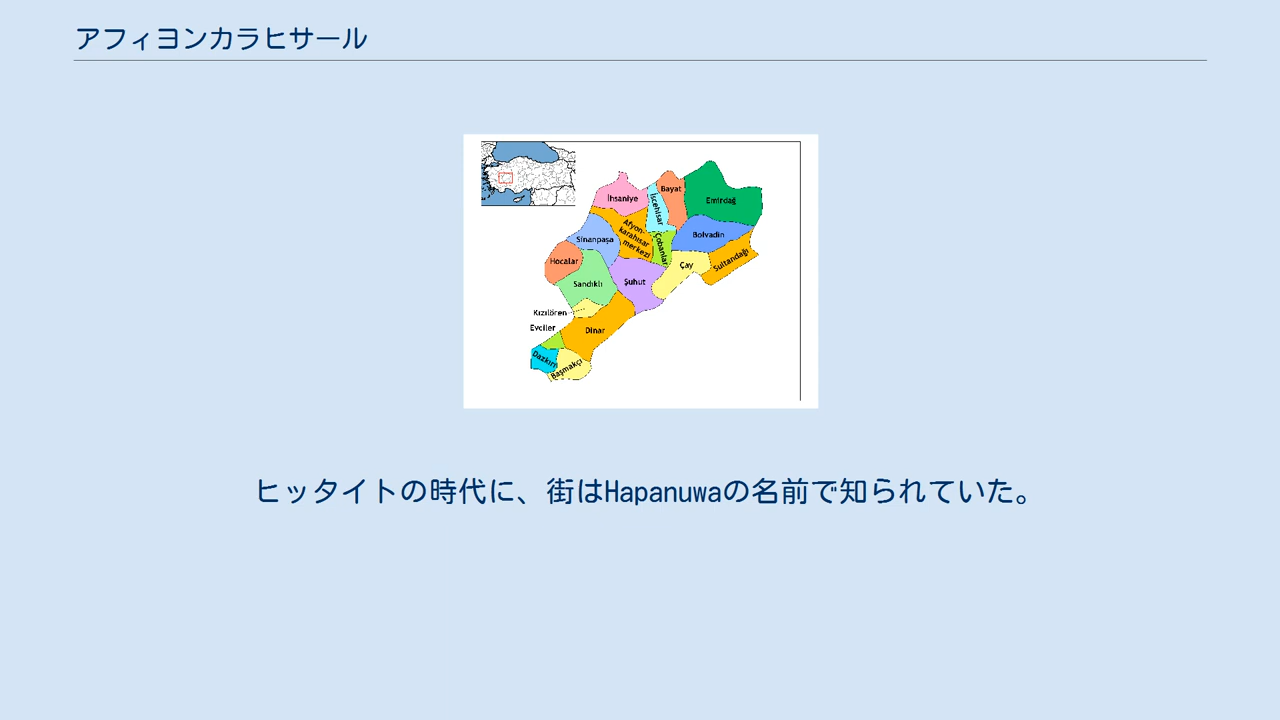 アフィヨンカラヒサール
İhsaniye
İscehisar
Bayat
Emirdağ
Afyon-
karahisar
merkezi
Sinanpaşa
Çobanlar
Bolvadin
Hocalar
Çay
Sultandağı
Sandıklı
Şuhut
Kızılören
Evciler
Dinar
Dazkırı
Başmakçı
ヒッタイトの時代に、街はHapanuwaの名前で知られていた。